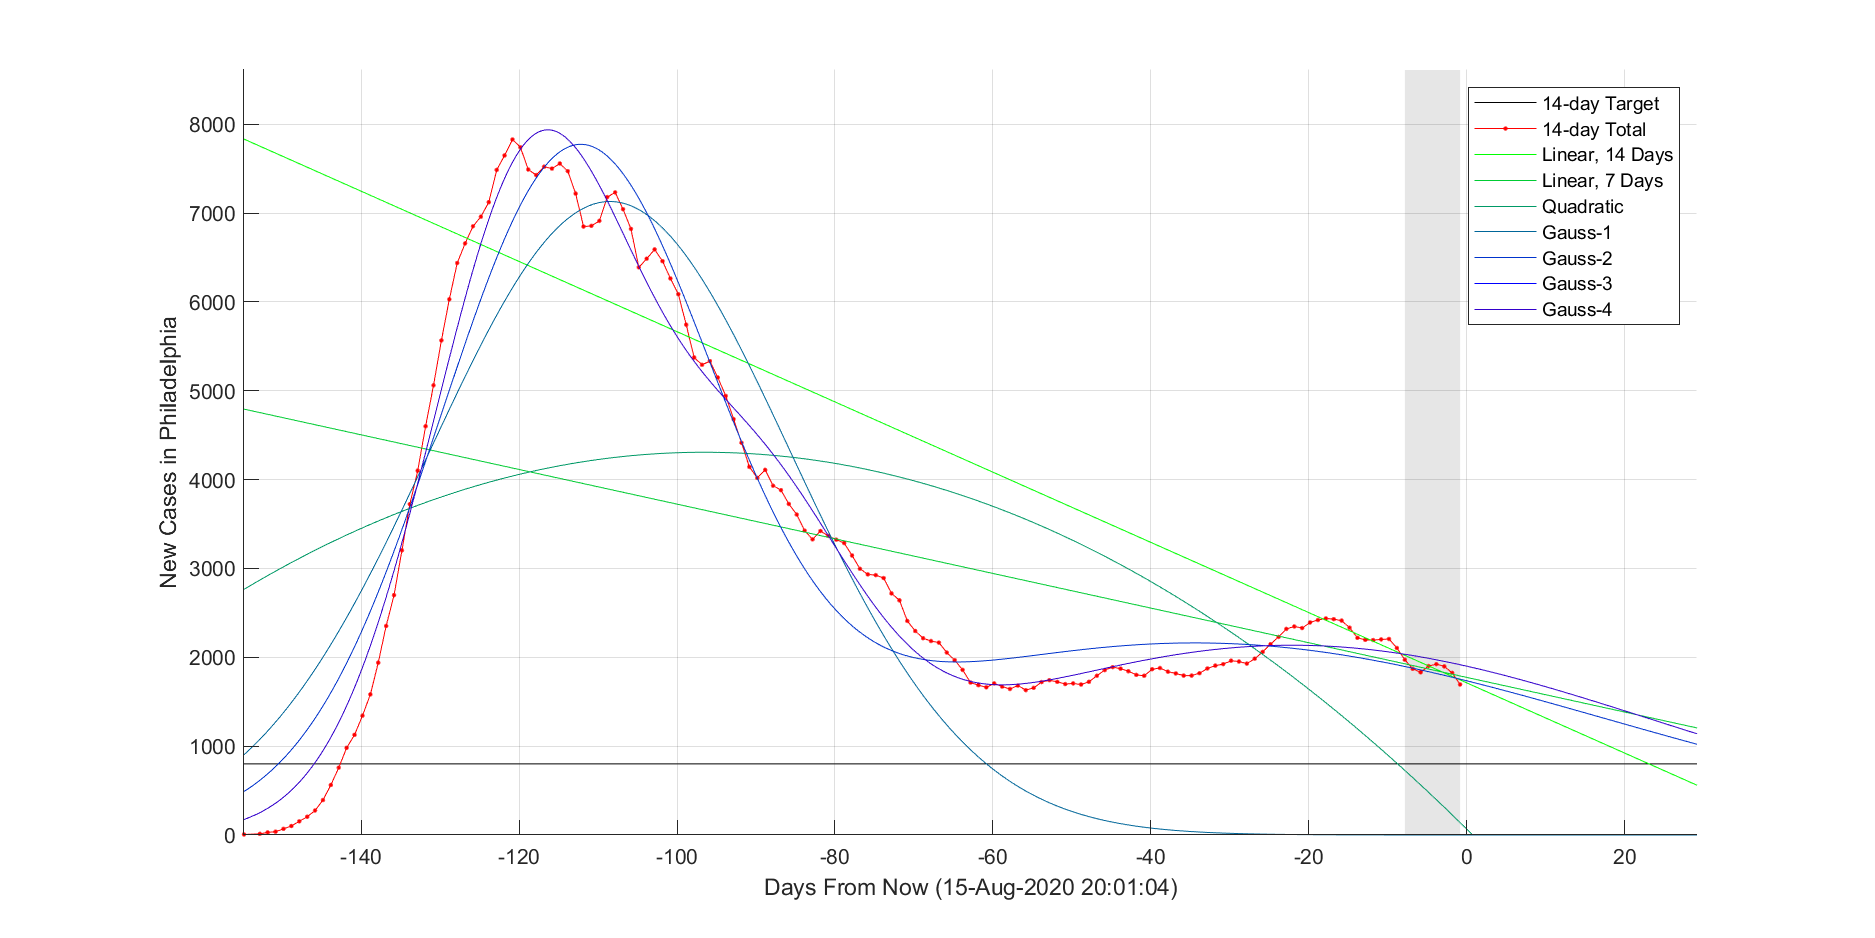 8000
7000
6000
5000
4000
3000
2000
1000
0
New Cases in Philadelphia
14-day Target
14-day Total
Linear, 14 Days
Linear, 7 Days
Quadratic
Gauss-1
Gauss-2
Gauss-3
Gauss-4
-140 -120 -100 -80 -60 -40 -20 0 20
Days From Now (15-Aug-2020 20:01:04)